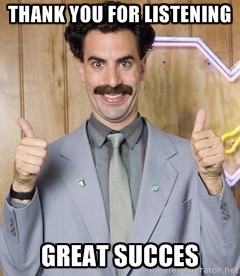 THANK YOU FOR LISTENING
GREAT SUCCES